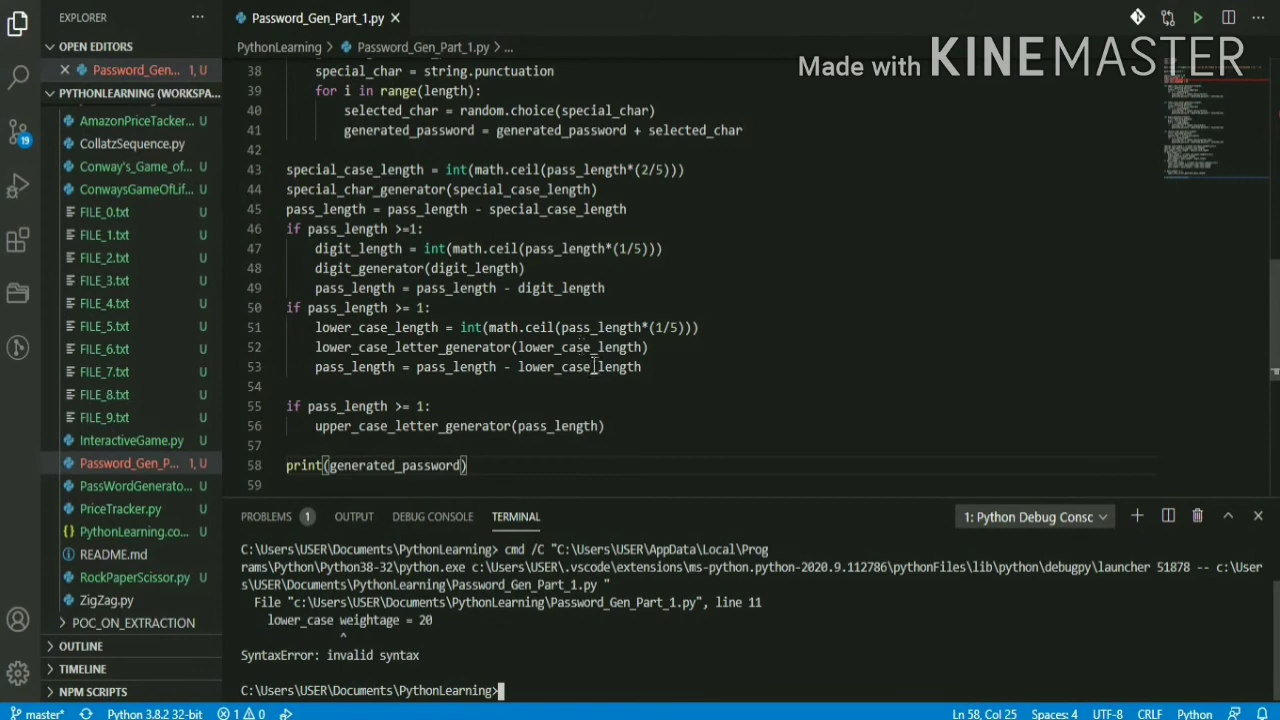 EXPLORER
Password_Gen_Part_1.py
OPEN EDITORS
Password_Gen... 1, U
PYTHONLEARNING (WORKSPA...
AmazonPriceTacker... U
CollatzSequence.py
Conway's_Game_of... U
ConwaysGameOfLif... U
FILE_0.txt U
FILE_1.txt U
FILE_2.txt U
FILE_3.txt U
FILE_4.txt U
FILE_5.txt U
FILE_6.txt U
FILE_7.txt U
FILE_8.txt U
FILE_9.txt U
InteractiveGame.py U
Password_Gen_P... 1, U
PassWordGenerato... U
PriceTracker.py U
PythonLearning.co... U
README.md
RockPaperScissor.py U
ZigZag.py U
POC_ON_EXTRACTION
OUTLINE
TIMELINE
NPM SCRIPTS
19
PythonLearning > Password_Gen_Part_1.py > ...
Made with KINEMASTER
38 special_char = string.punctuation
39 for i in range(length):
40 selected_char = random.choice(special_char)
41 generated_password = generated_password + selected_char
42
43 special_case_length = int(math.ceil(pass_length*(2/5)))
44 special_char_generator(special_case_length)
45 pass_length = pass_length - special_case_length
46 if pass_length >=1:
47 digit_length = int(math.ceil(pass_length*(1/5)))
48 digit_generator(digit_length)
49 pass_length = pass_length - digit_length
50 if pass_length >= 1:
51 lower_case_length = int(math.ceil(pass_length*(1/5)))
52 lower_case_letter_generator(lower_case_length)
53 pass_length = pass_length - lower_case_length
54
55 if pass_length >= 1:
56 upper_case_letter_generator(pass_length)
57
58 print(generated_password)
59
PROBLEMS 1 OUTPUT DEBUG CONSOLE TERMINAL 1: Python Debug Consc
C:\Users\USER\Documents\PythonLearning> cmd /C "C:\Users\USER\AppData\Local\Prog
rams\Python\Python38-32\python.exe c:\Users\USER\.vscode\extensions\ms-python.python-2020.9.112786\pythonFiles\lib\python\debugpy\launcher 51878 -- c:\User
s\USER\Documents\PythonLearning\Password_Gen_Part_1.py "
File "c:\Users\USER\Documents\PythonLearning\Password_Gen_Part_1.py", line 11
lower_case weightage = 20
^
SyntaxError: invalid syntax
C:\Users\USER\Documents\PythonLearning>
master* Python 3.8.2 32-bit 1 0 Ln 58, Col 25 Spaces: 4 UTF-8 CRLF Python